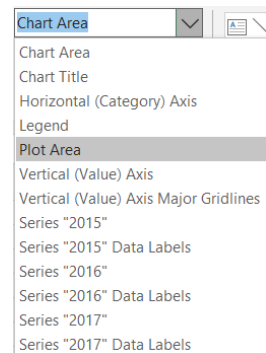 Chart Area
Chart Area
Chart Title
Horizontal (Category) Axis
Legend
Plot Area
Vertical (Value) Axis
Vertical (Value) Axis Major Gridlines
Series "2015"
Series "2015" Data Labels
Series "2016"
Series "2016" Data Labels
Series "2017"
Series "2017" Data Labels